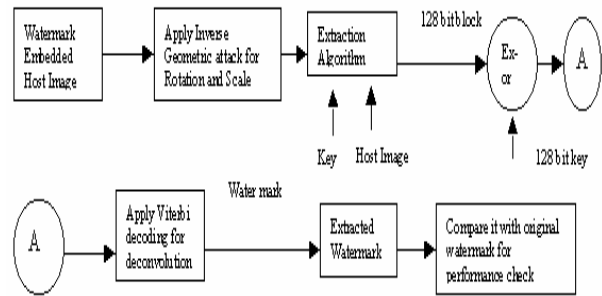 Watermark
Embedded
Host Image
Apply Inverse
Geometric attack for
Rotation and Scale
Extraction
Algorithm
128 bit block
Ex-
or
A
Key
Host Image
128 bit key
A
Apply Viterbi
decoding for
deconvolution
Water mark
Extracted
Watermark
Compare it with original
watermark for
performance check